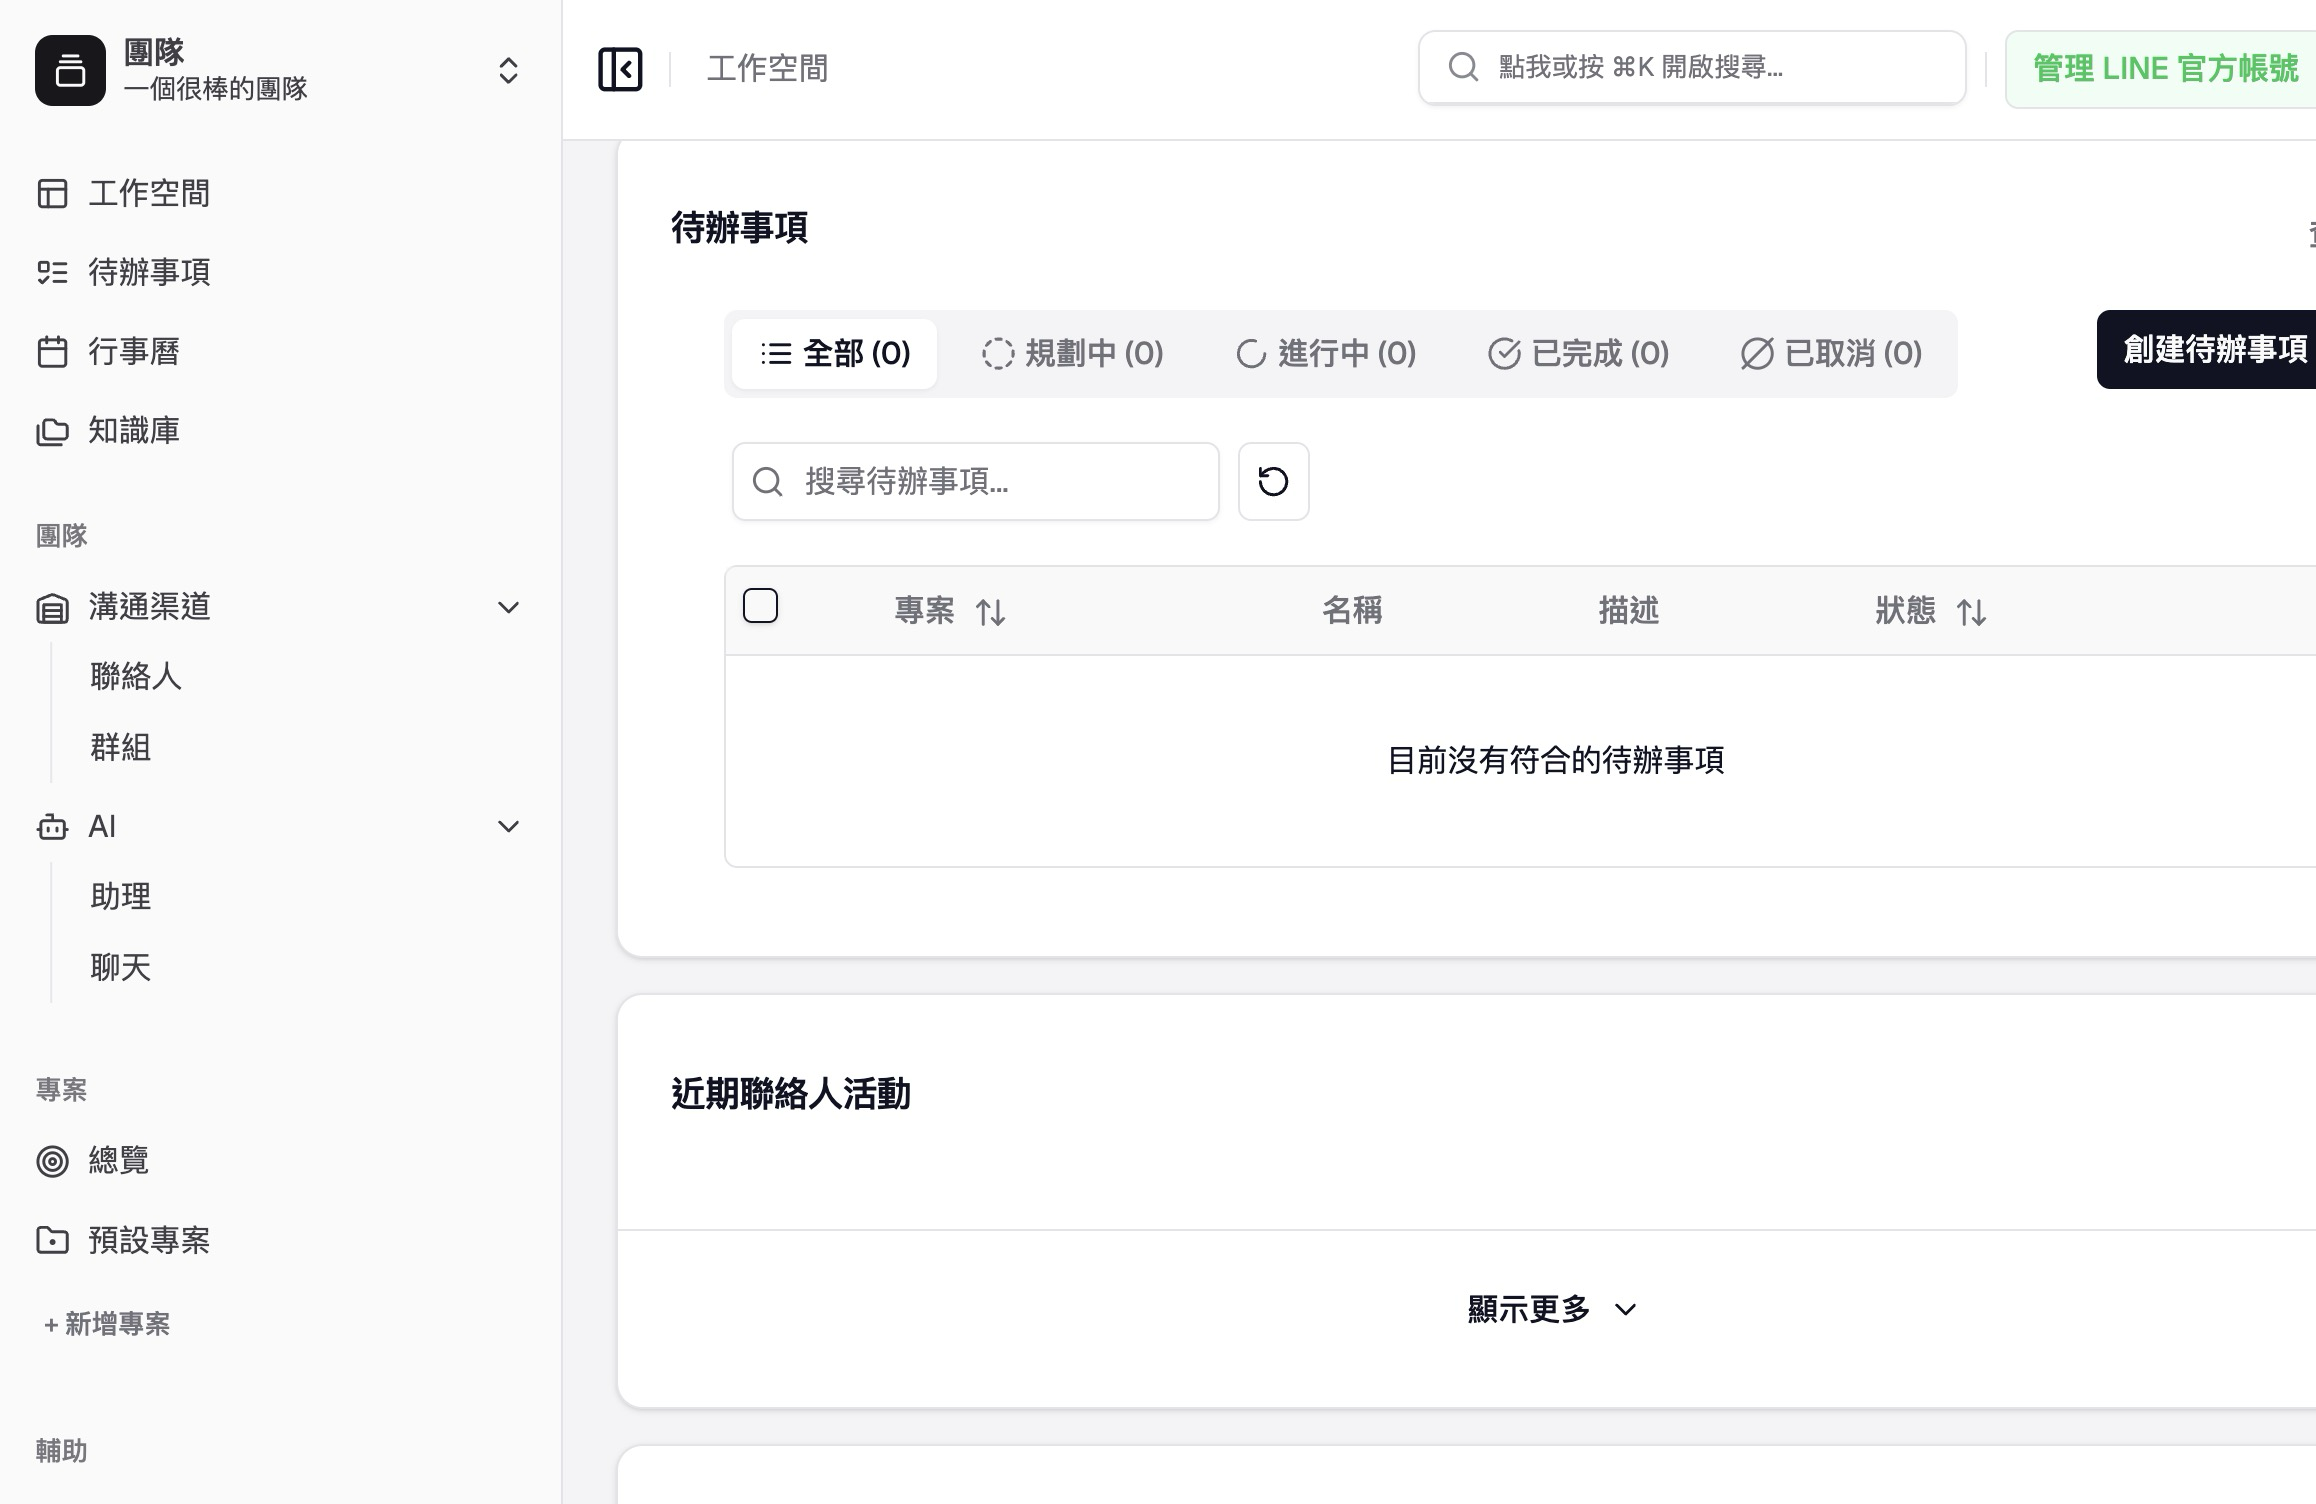 團隊
一個很棒的團隊
工作空間
待辦事項
行事曆
知識庫
團隊
溝通渠道
聯絡人
群組
AI
助理
聊天
專案
總覽
預設專案
+ 新增專案
輔助
工作空間
點我或按 ⌘K 開啟搜尋...
管理 LINE 官方帳號
待辦事項
全部 (0) 規劃中 (0) 進行中 (0) 已完成 (0) 已取消 (0)
創建待辦事項
搜尋待辦事項...
專案 名稱 描述 狀態
目前沒有符合的待辦事項
近期聯絡人活動
顯示更多